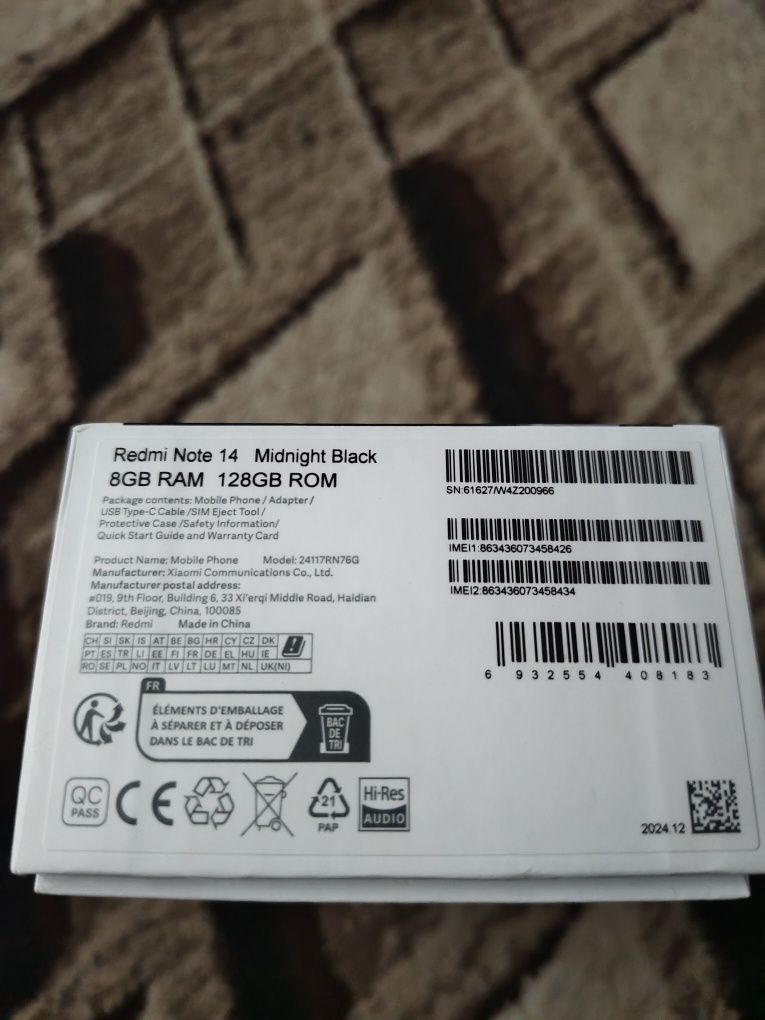 Redmi Note 14 Midnight Black
8GB RAM 128GB ROM
Package contents: Mobile Phone / Adapter /
USB Type-C Cable /SIM Eject Tool /
Protective Case /Safety Information/
Quick Start Guide and Warranty Card
Product Name: Mobile Phone Model: 24117RN76G
Manufacturer: Xiaomi Communications Co., Ltd.
Manufacturer postal address:
#019, 9th Floor, Building 6, 33 Xi'erqi Middle Road, Haidian
District, Beijing, China, 100085
Brand: Redmi Made in China
CH SI SK IS AT BE BG HR CY CZ DK
PT ES TR LI EE FI FR DE EL HU IE
RO SE PL NO IT LV LT LU MT NL UK(NI)
FR
ÉLÉMENTS D'EMBALLAGE
À SÉPARER ET À DÉPOSER
DANS LE BAC DE TRI
BAC
DE
TRI
QC
PASS
CE
21
PAP
Hi-Res
AUDIO
SN:61627/W4Z200966
IMEI1:863436073458426
IMEI2:863436073458434
6 932554 408183
2024.12